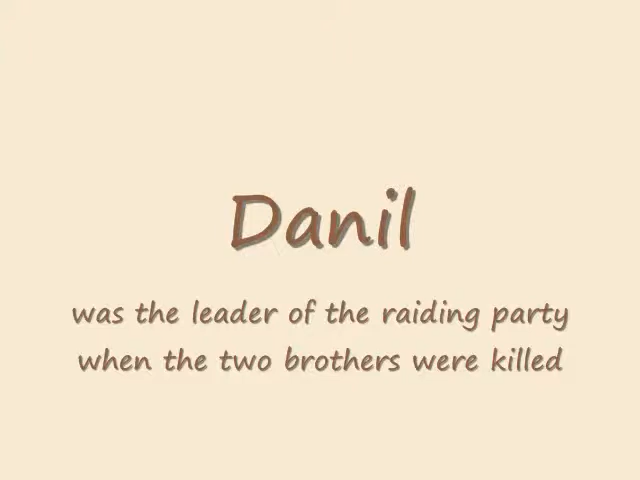 Danil
was the leader of the raiding party
when the two brothers were killed